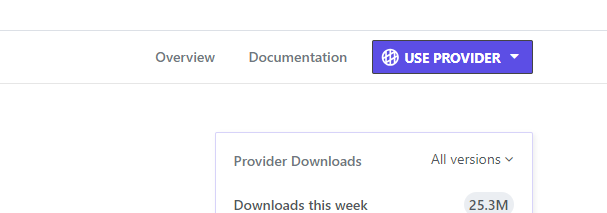 Overview Documentation USE PROVIDER
Provider Downloads All versions
Downloads this week 25.3M